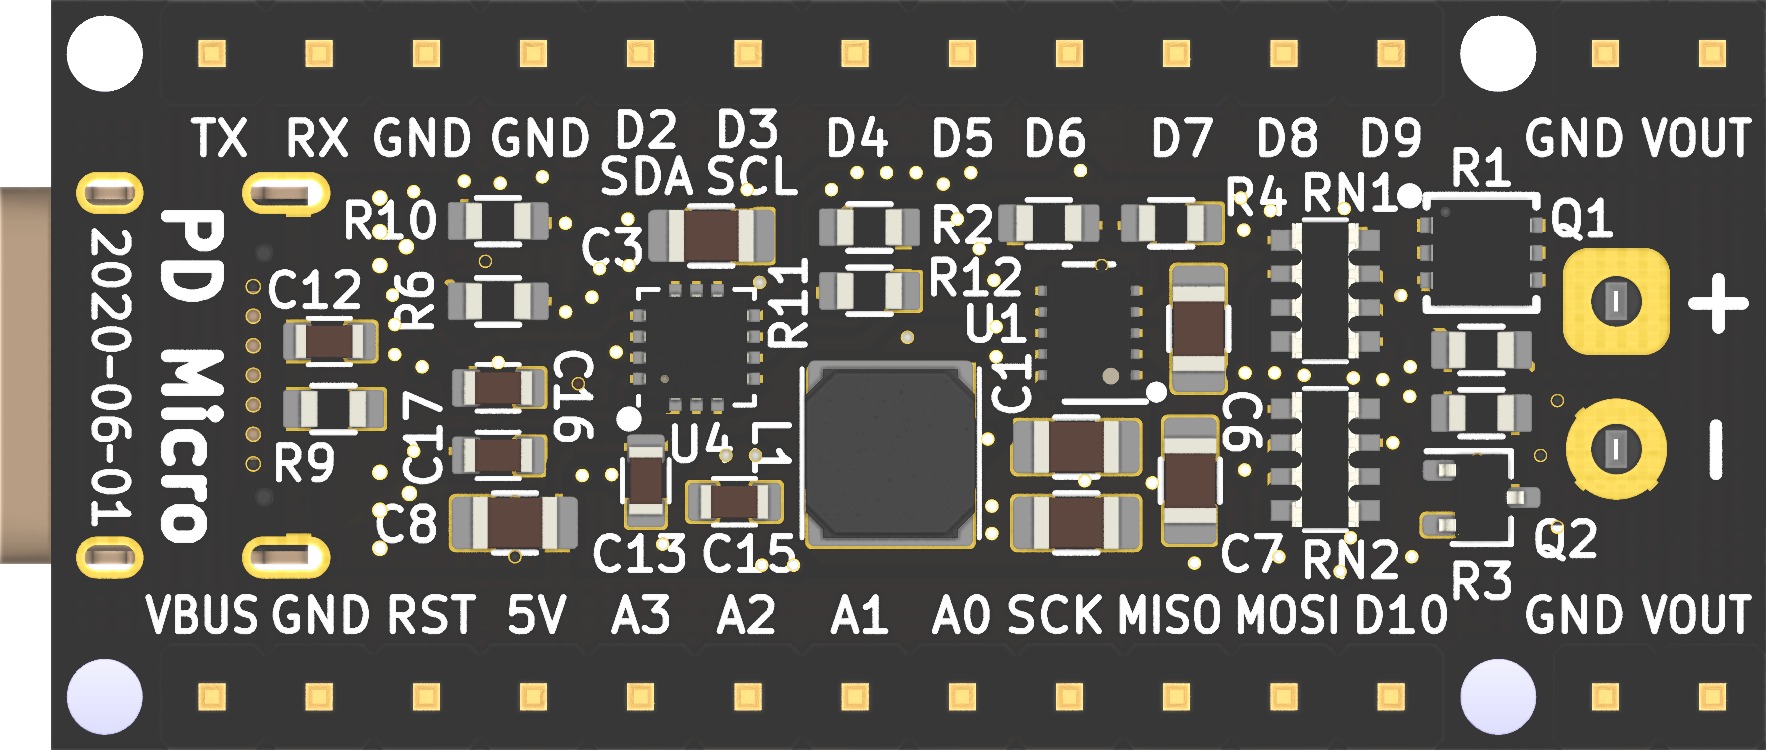 TX RX GND GND D2 D3 D4 D5 D6 D7 D8 D9 GND VOUT
SDA SCL
R10
C3
R2
R4
RN1
R1
Q1
C12
R6
R11
R12
U1
+
PD Micro
2020-06-01
C16
C1
C6
R9
C17
U4
L1
-
C8
C13
C15
C7
RN2
R3
Q2
VBUS GND RST 5V A3 A2 A1 A0 SCK MISO MOSI D10 GND VOUT